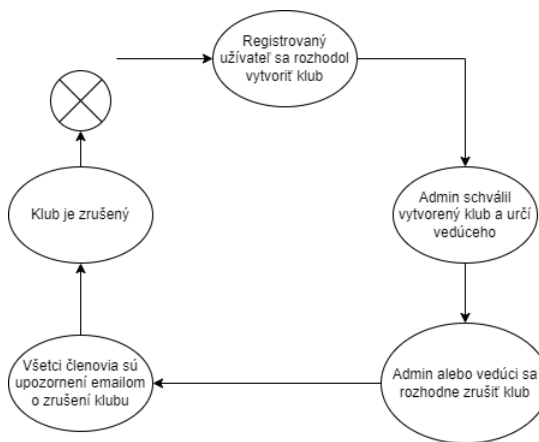 Registrovaný
užívateľ sa rozhodol
vytvoriť klub
Admin schválil
vytvorený klub a určí
vedúceho
Admin alebo vedúci sa
rozhodne zrušiť klub
Všetci členovia sú
upozornení emailom
o zrušení klubu
Klub je zrušený